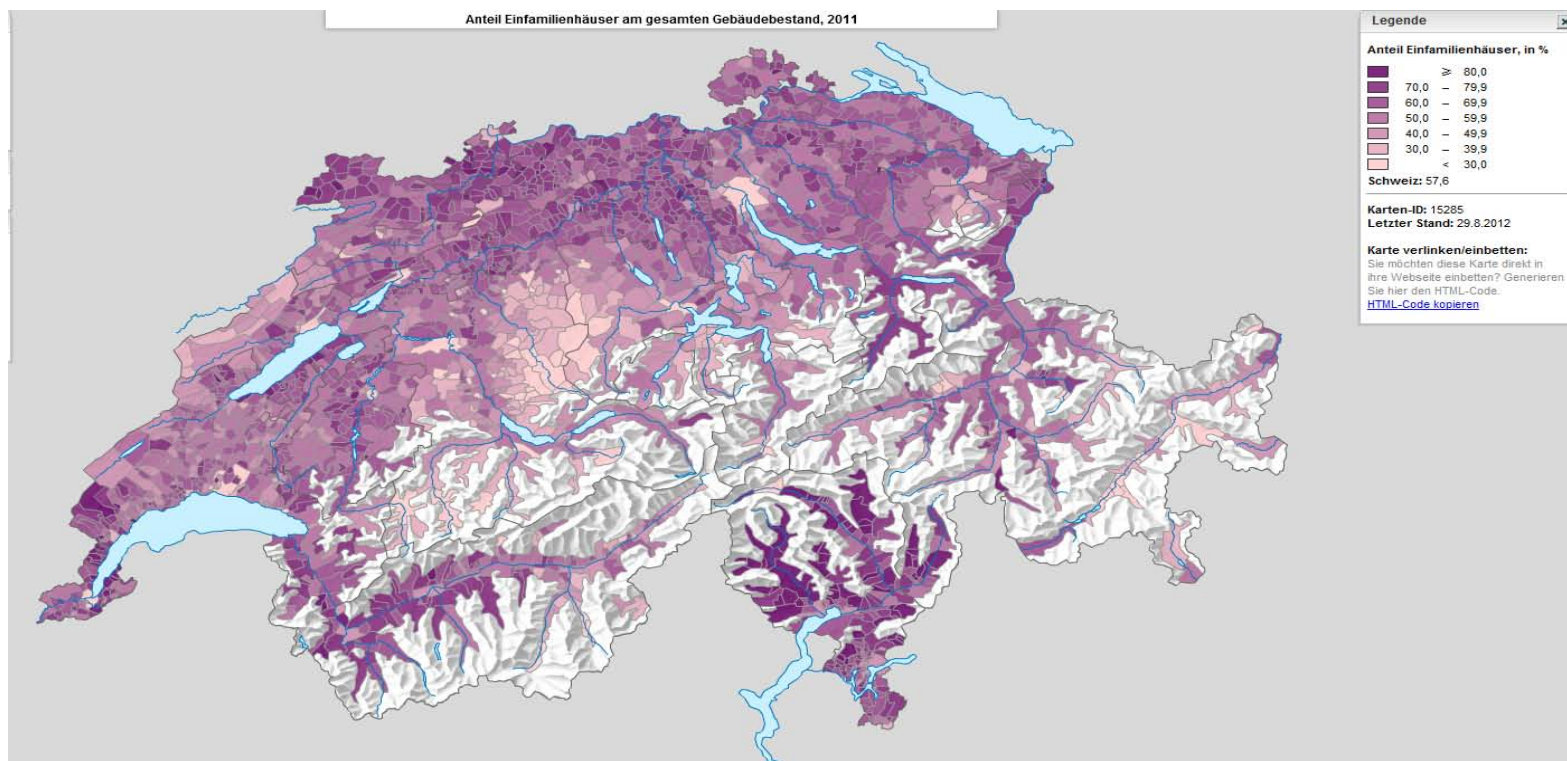 Anteil Einfamilienhäuser am gesamten Gebäudebestand, 2011
Legende
Anteil Einfamilienhäuser, in %
≥ 80,0
70,0 – 79,9
60,0 – 69,9
50,0 – 59,9
40,0 – 49,9
30,0 – 39,9
< 30,0
Schweiz: 57,6
Karten-ID: 15285
Letzter Stand: 29.8.2012
Karte verlinken/einbetten:
Sie möchten diese Karte direkt in
ihre Webseite einbetten? Generieren
Sie hier den HTML-Code.
HTML-Code kopieren